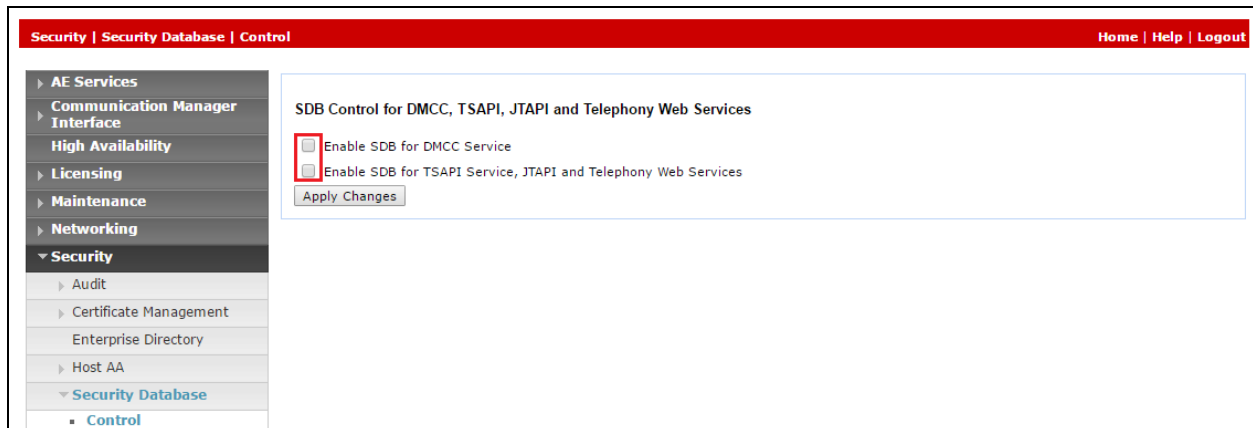 Security | Security Database | Control
Home | Help | Logout
AE Services
Communication Manager
Interface
High Availability
Licensing
Maintenance
Networking
Security
Audit
Certificate Management
Enterprise Directory
Host AA
Security Database
Control
SDB Control for DMCC, TSAPI, JTAPI and Telephony Web Services
Enable SDB for DMCC Service
Enable SDB for TSAPI Service, JTAPI and Telephony Web Services
Apply Changes